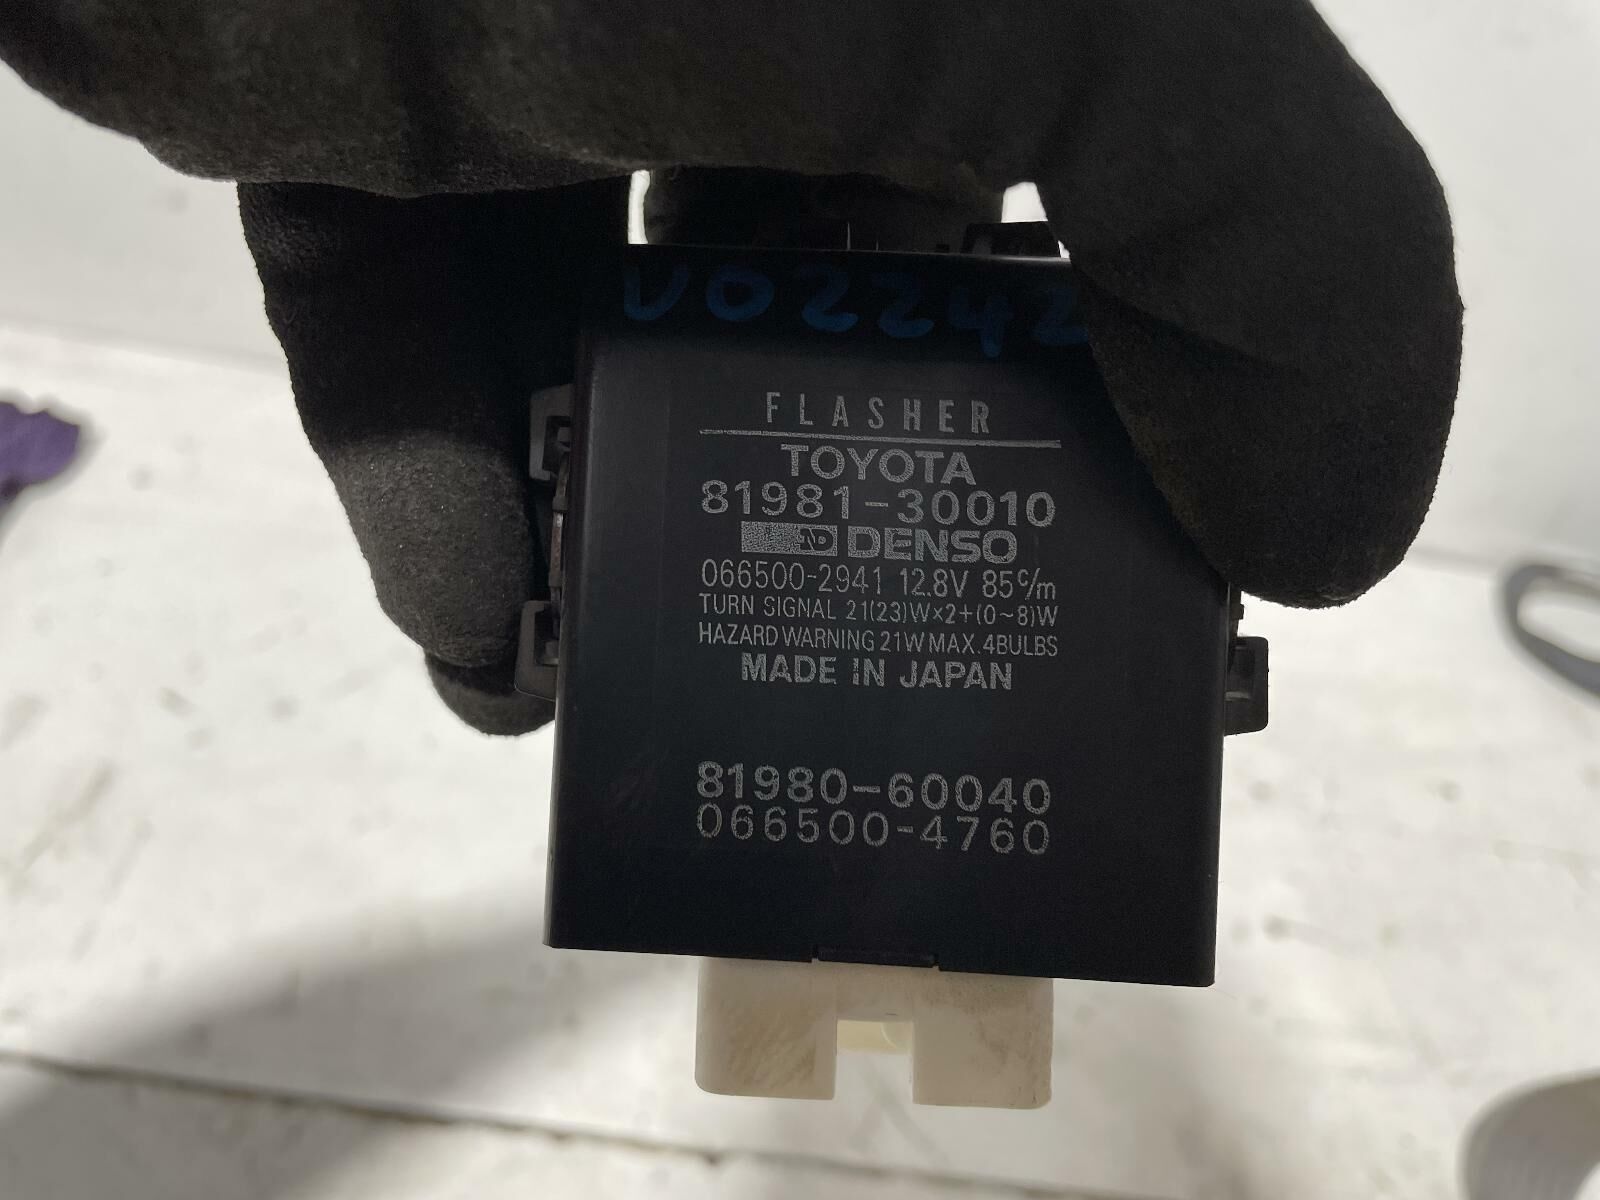 V02242
FLASHER
TOYOTA
81981-30010
ND DENSO
066500-2941 12.8V 85c/m
TURN SIGNAL 21(23)W×2+(0~8)W
HAZARD WARNING 21W MAX. 4BULBS
MADE IN JAPAN
81980-60040
066500-4760